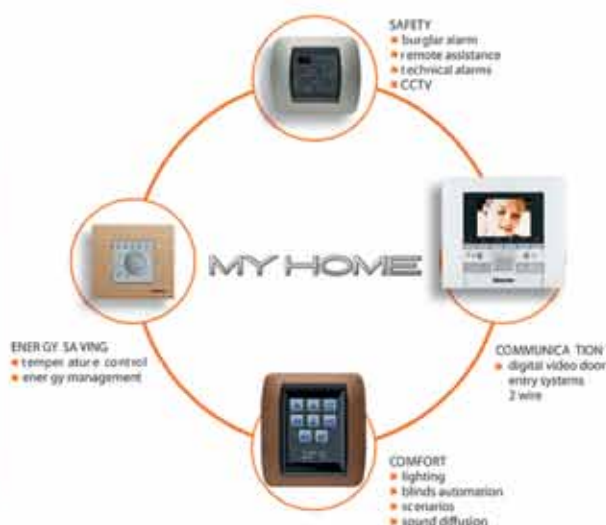 SAFETY
• burglar alarm
• remote assistance
• technical alarms
• CCTV
MY HOME
ENERGY SAVING
• temperature control
• energy management
COMMUNICATION
• digital video door
entry systems
2 wire
COMFORT
• lighting
• blinds automation
• scenarios
• sound diffusion